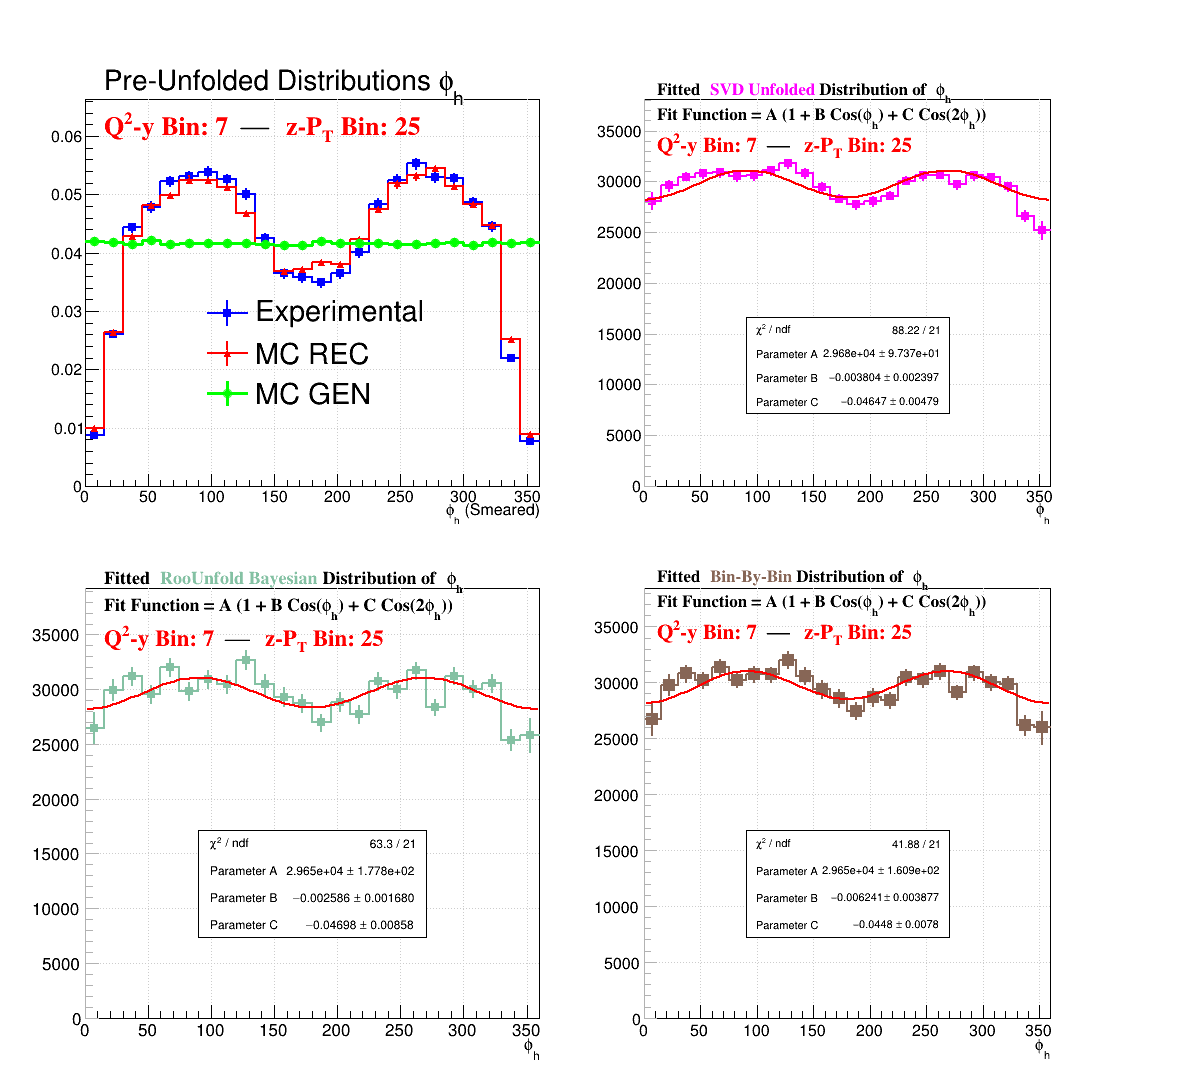 Pre-Unfolded Distributions ϕh
Q2-y Bin: 7 — z-PT Bin: 25
0.06
0.05
0.04
0.03
0.02
0.01
0
Experimental
MC REC
MC GEN
0 50 100 150 200 250 300 350
ϕh (Smeared)
Fitted SVD Unfolded Distribution of ϕh
Fit Function = A (1 + B Cos(ϕh) + C Cos(2ϕh))
Q2-y Bin: 7 — z-PT Bin: 25
35000
30000
25000
20000
15000
10000
5000
0
χ2 / ndf 88.22 / 21
Parameter A 2.968e+04 ± 9.737e+01
Parameter B −0.003804 ± 0.002397
Parameter C −0.04647 ± 0.00479
0 50 100 150 200 250 300 350
ϕh
Fitted RooUnfold Bayesian Distribution of ϕh
Fit Function = A (1 + B Cos(ϕh) + C Cos(2ϕh))
Q2-y Bin: 7 — z-PT Bin: 25
35000
30000
25000
20000
15000
10000
5000
0
χ2 / ndf 63.3 / 21
Parameter A 2.965e+04 ± 1.778e+02
Parameter B −0.002586 ± 0.001680
Parameter C −0.04698 ± 0.00858
0 50 100 150 200 250 300 350
ϕh
Fitted Bin-By-Bin Distribution of ϕh
Fit Function = A (1 + B Cos(ϕh) + C Cos(2ϕh))
Q2-y Bin: 7 — z-PT Bin: 25
35000
30000
25000
20000
15000
10000
5000
0
χ2 / ndf 41.88 / 21
Parameter A 2.965e+04 ± 1.609e+02
Parameter B −0.006241 ± 0.003877
Parameter C −0.0448 ± 0.0078
0 50 100 150 200 250 300 350
ϕh